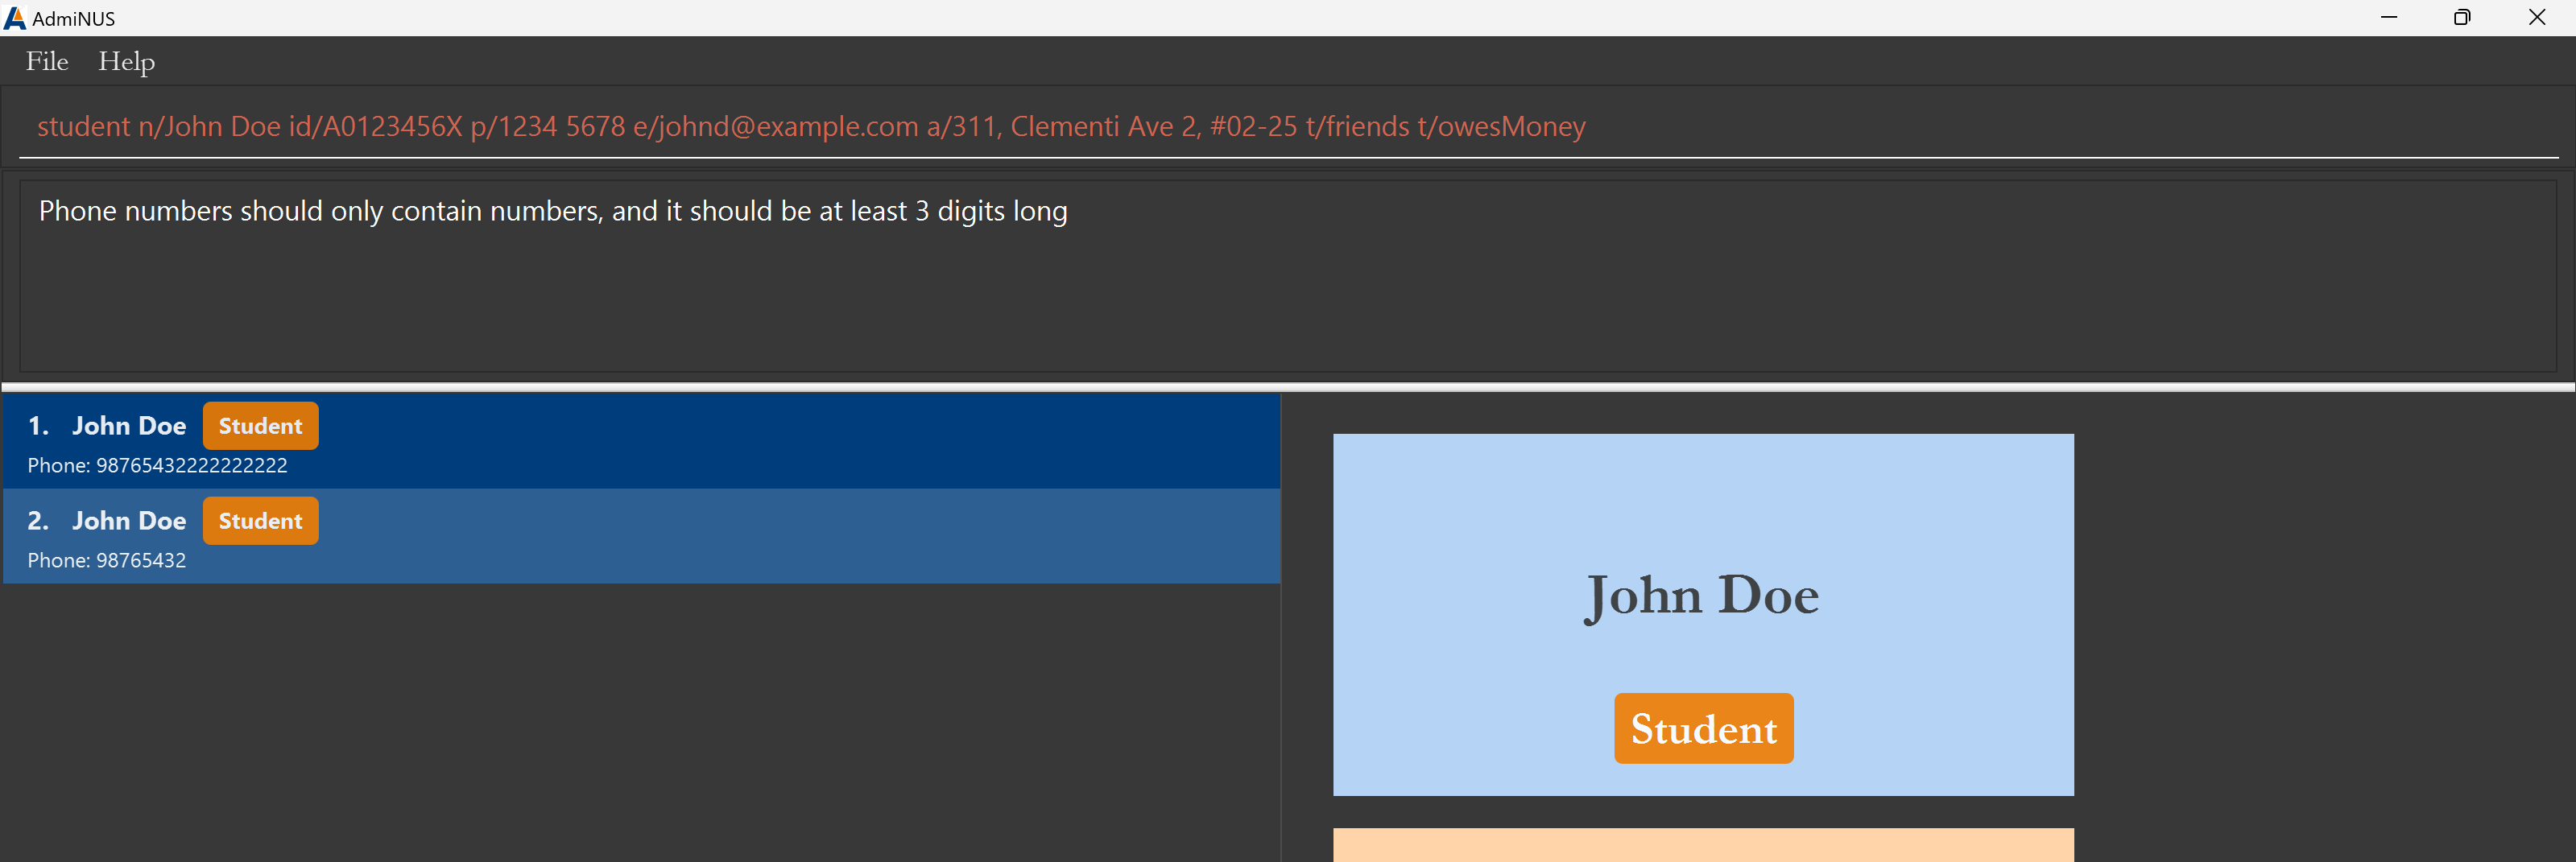 AdmiNUS
File Help
student n/John Doe id/A0123456X p/1234 5678 e/johnd@example.com a/311, Clementi Ave 2, #02-25 t/friends t/owesMoney
Phone numbers should only contain numbers, and it should be at least 3 digits long
1. John Doe Student
Phone: 98765432222222222
2. John Doe Student
Phone: 98765432
John Doe
Student